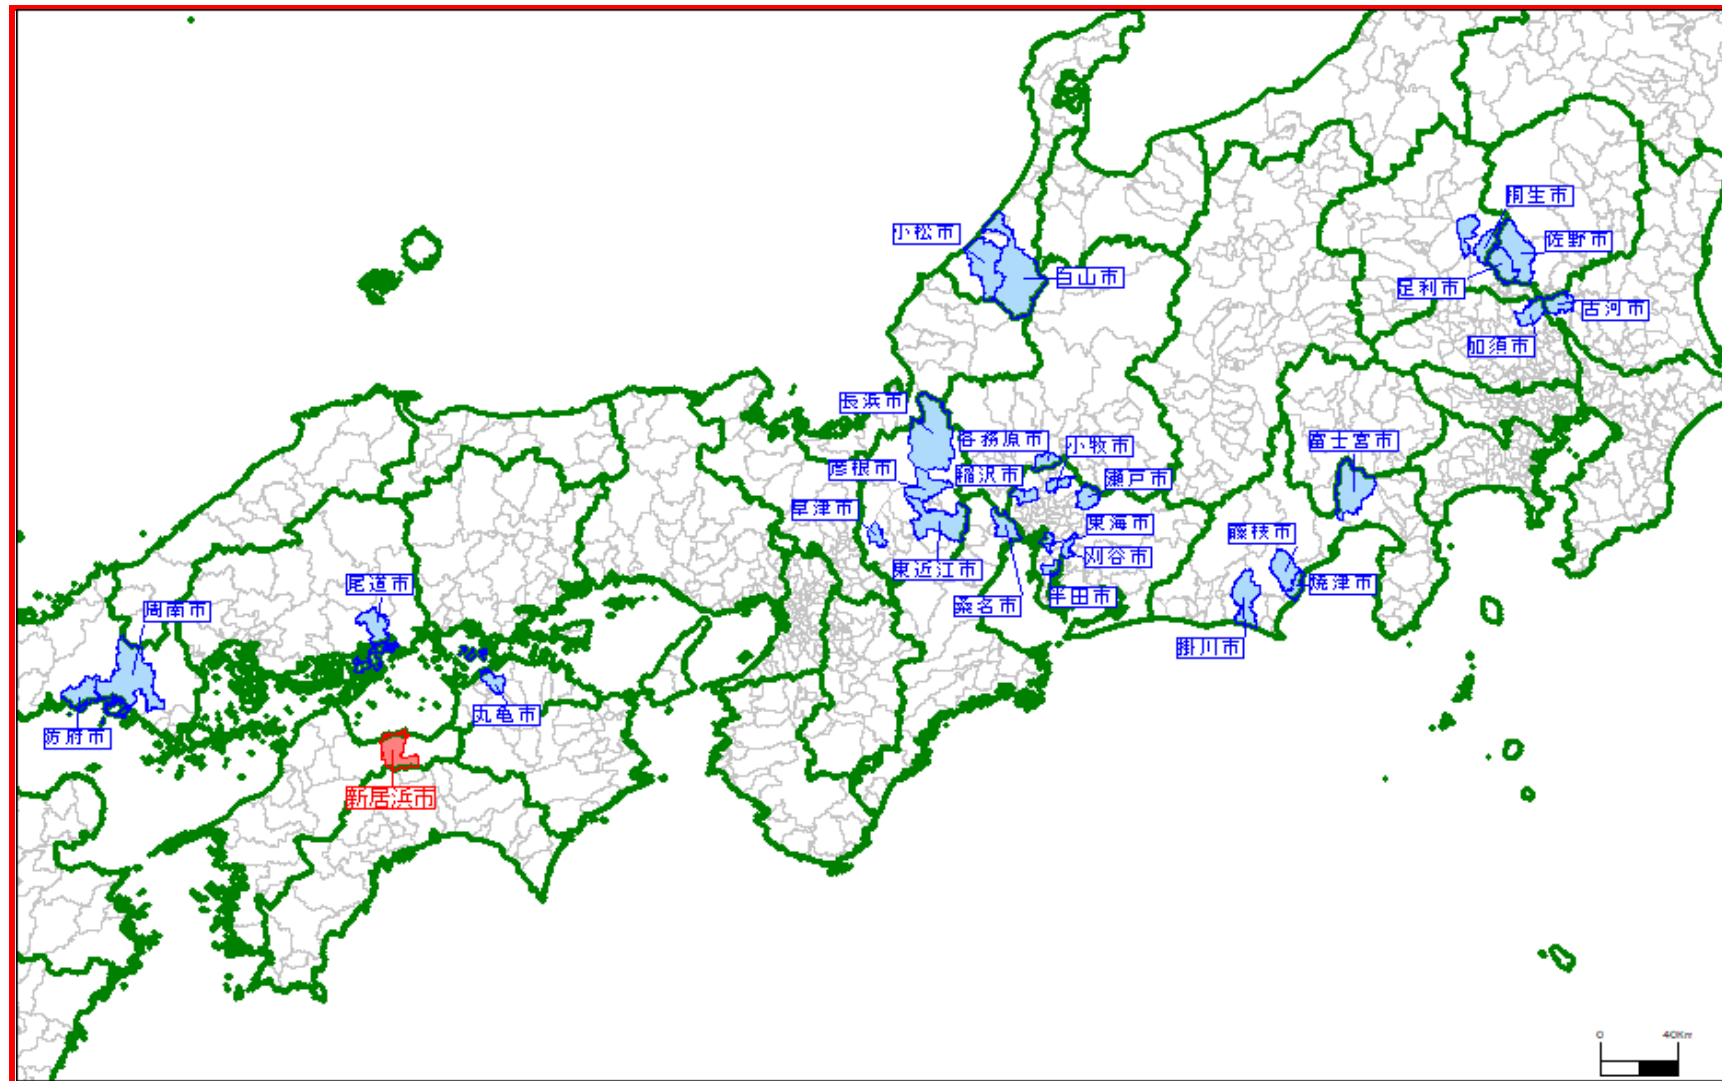 桐生市
小松市
佐野市
白山市
足利市
古河市
加須市
長浜市
各務原市
小牧市
富士宮市
彦根市
稲沢市
瀬戸市
草津市
東海市
藤枝市
刈谷市
東近江市
焼津市
尾道市
半田市
桑名市
周南市
掛川市
丸亀市
防府市
新居浜市
0 40Km